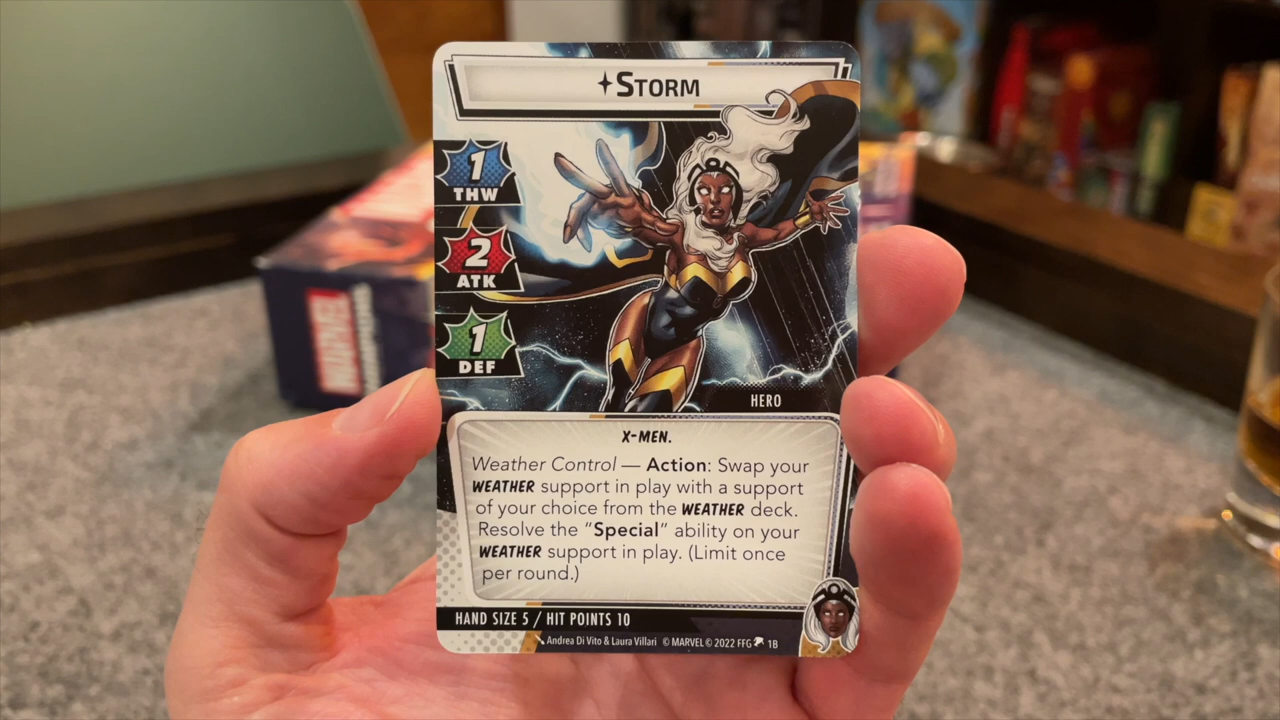 STORM
1
THW
2
ATK
1
DEF
HERO
X-MEN.
Weather Control — Action: Swap your
WEATHER support in play with a support
of your choice from the WEATHER deck.
Resolve the “Special” ability on your
WEATHER support in play. (Limit once
per round.)
HAND SIZE 5 / HIT POINTS 10
Andrea Di Vito & Laura Villari © MARVEL © 2022 FFG 1B
MARVEL